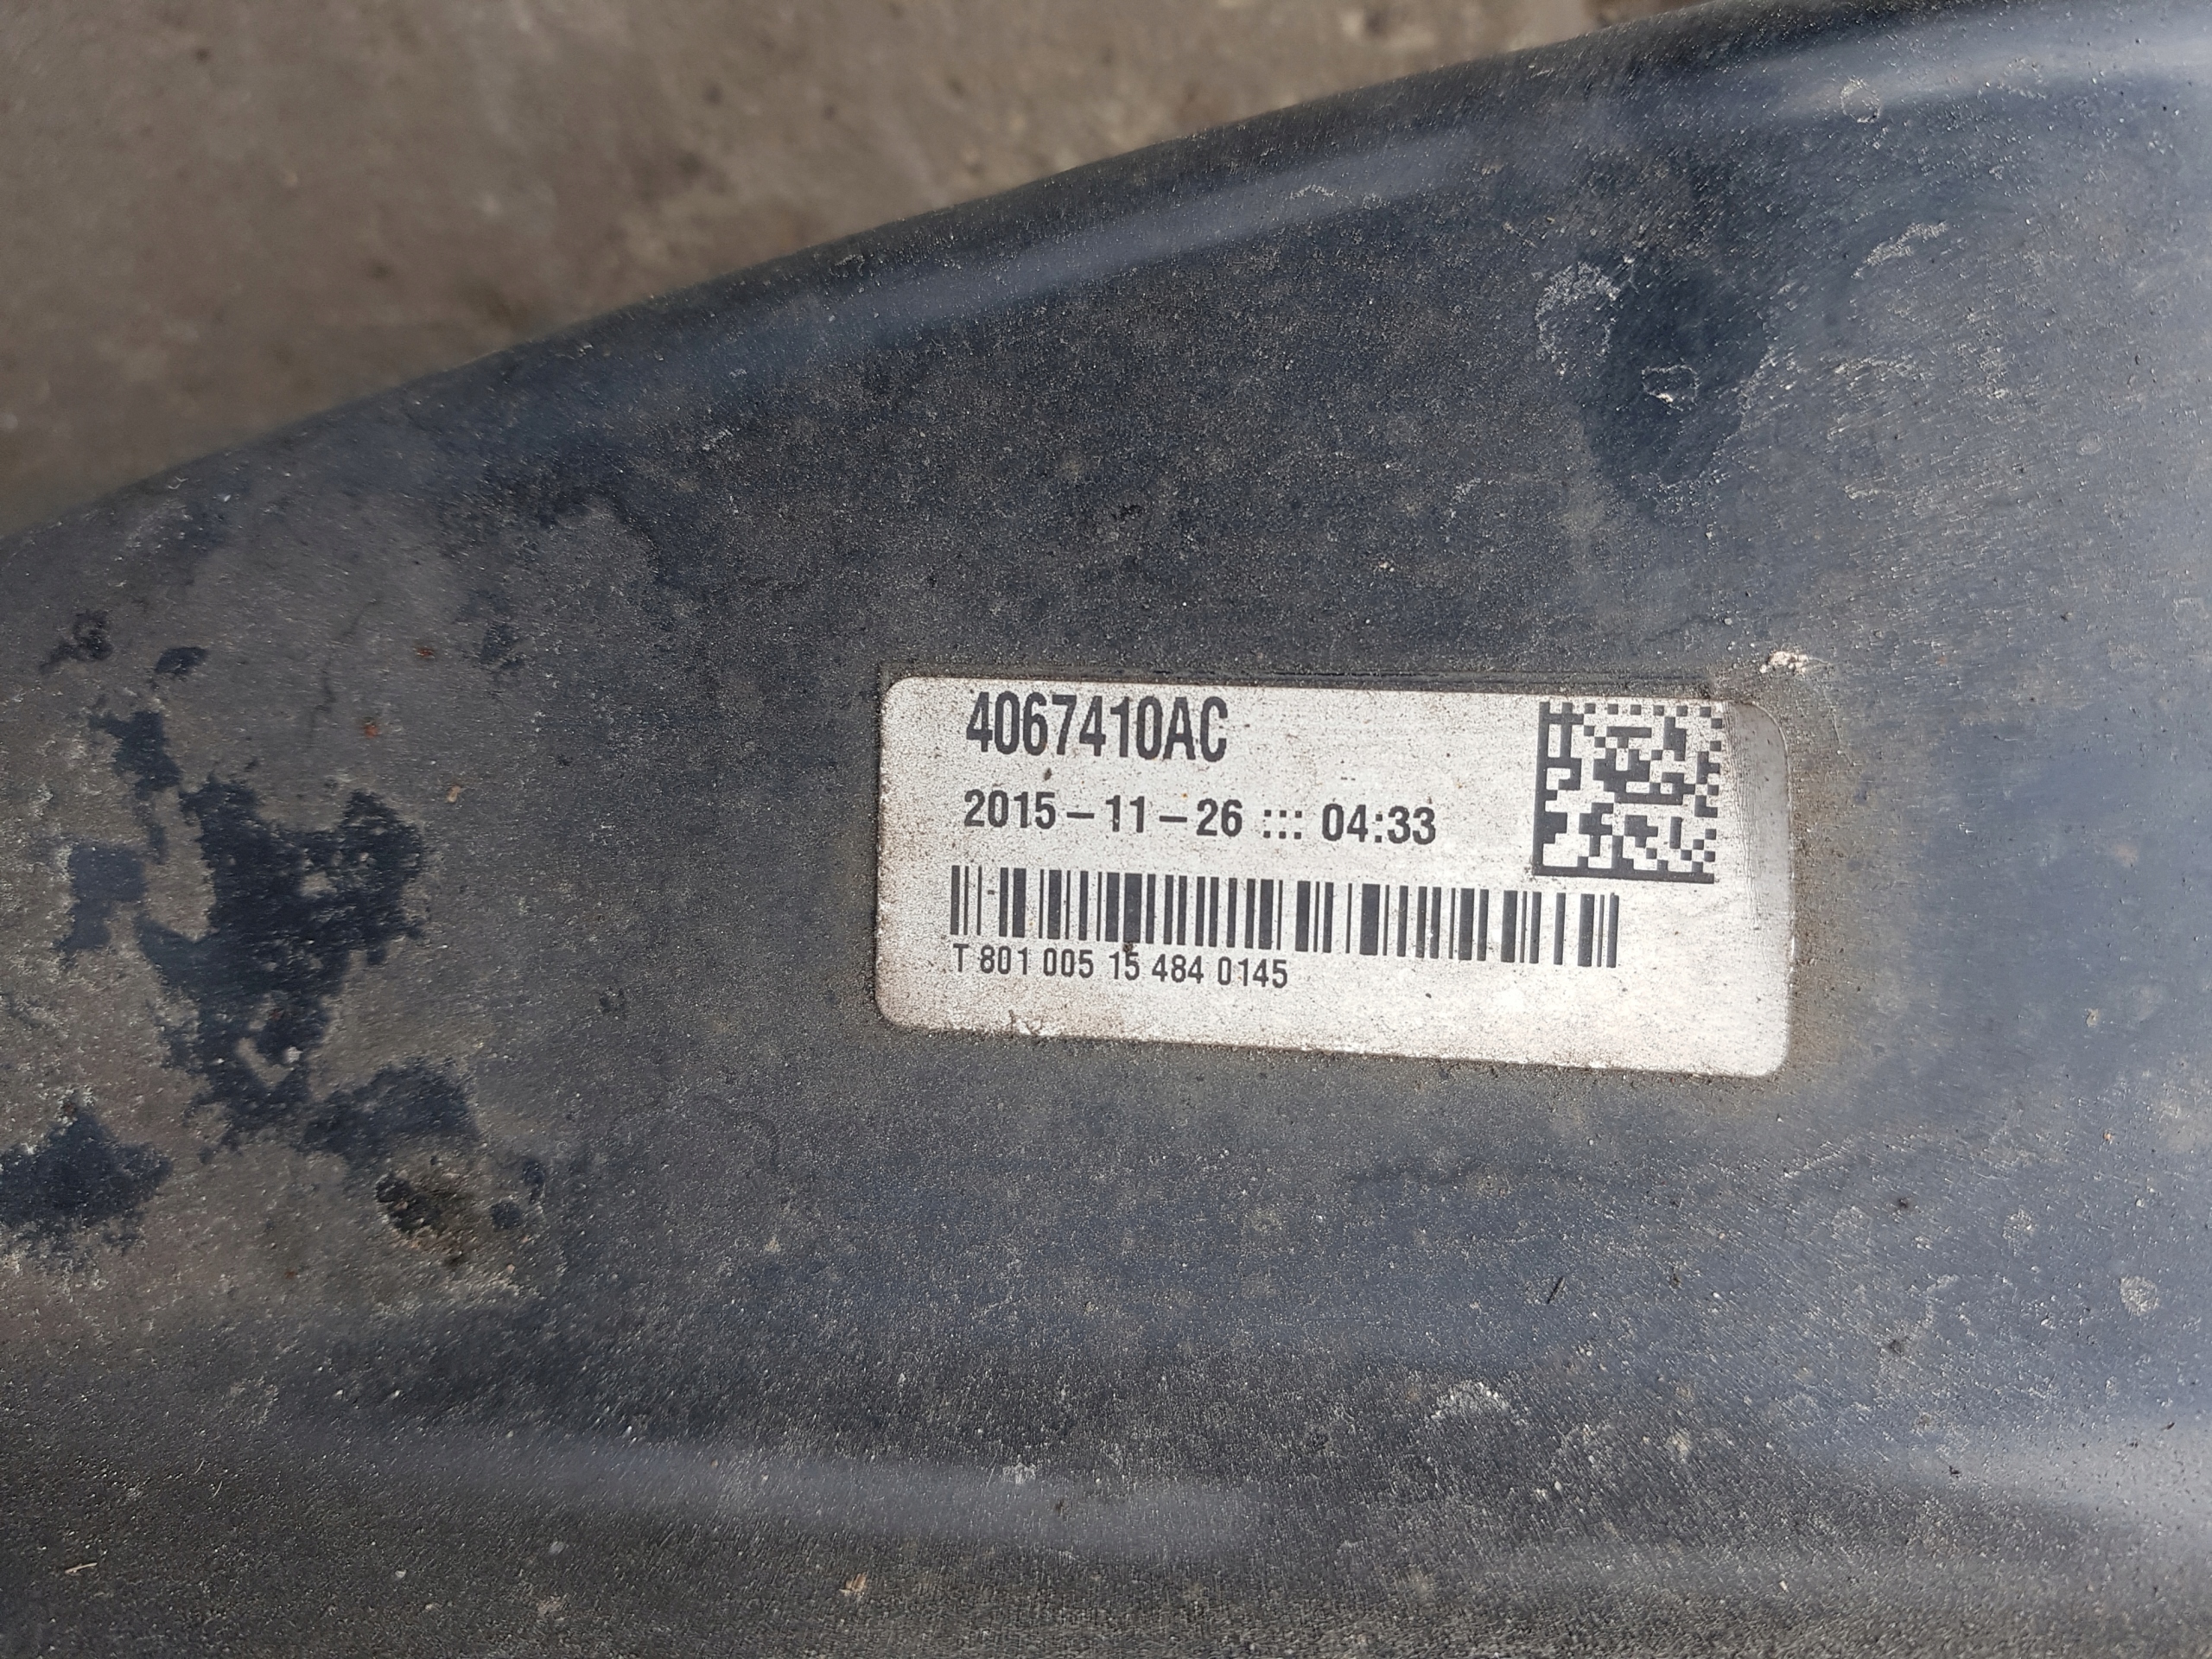 4067410AC
2015-11-26 ::: 04:33
T 801 005 15 484 0145